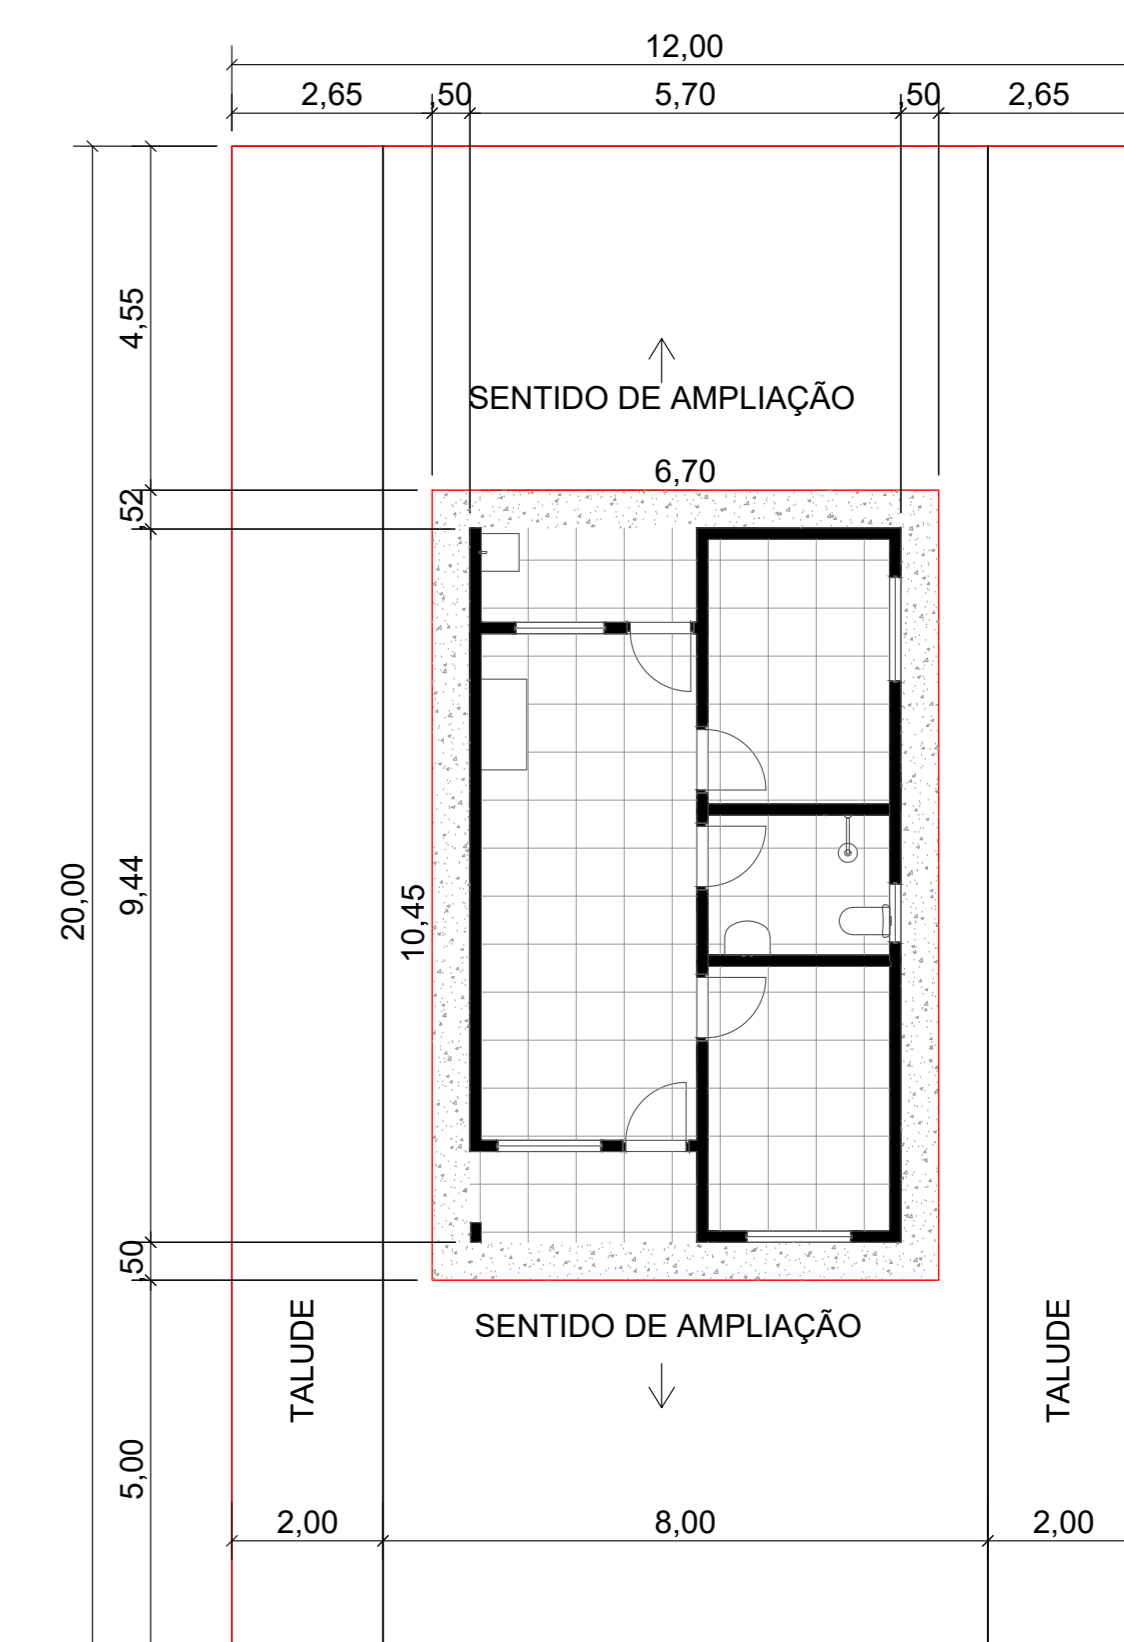 12,00
2,65 ,50 5,70 ,50 2,65
4,55
SENTIDO DE AMPLIAÇÃO
6,70
,52
20,00
9,44
10,45
,50
SENTIDO DE AMPLIAÇÃO
TALUDE
TALUDE
5,00
2,00 8,00 2,00